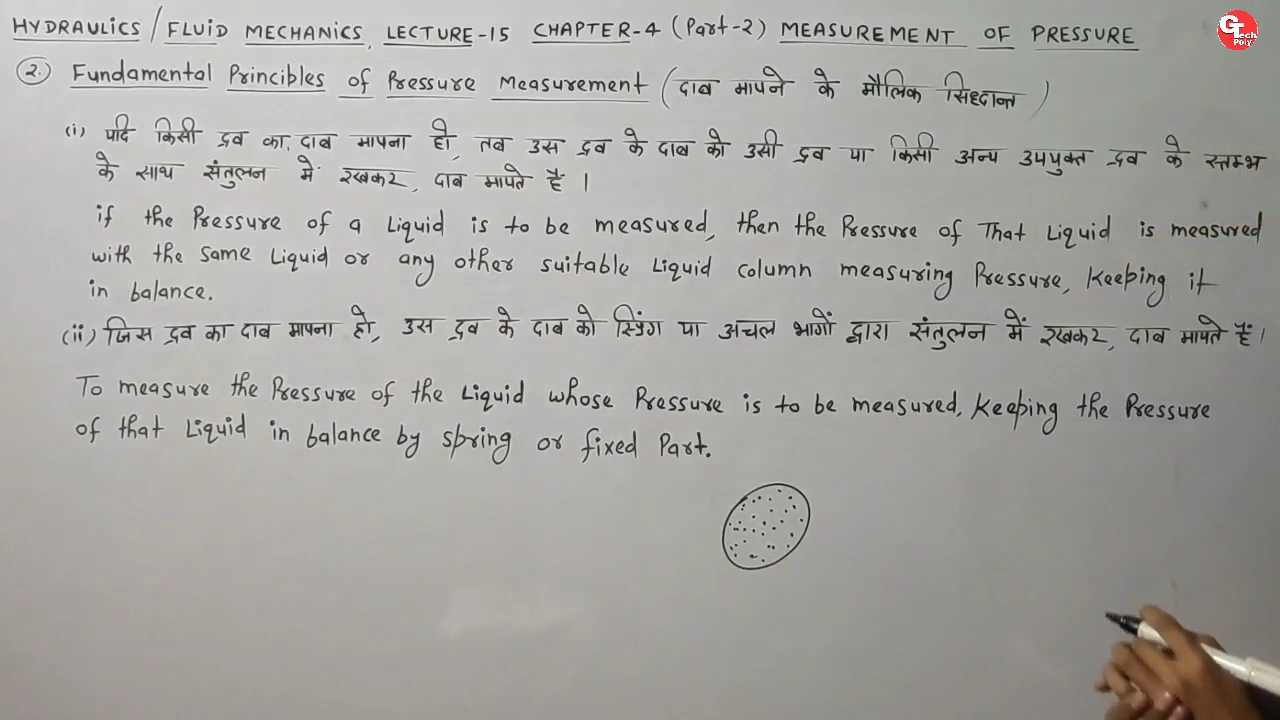 HYDRAULICS/FLUID MECHANICS, LECTURE-15 CHAPTER-4 (Part-2) MEASUREMENT OF PRESSURE
GTech Poly
2. Fundamental Principles of Pressure Measurement (दाब मापने के मौलिक सिद्धान्त)
(i) यदि किसी द्रव का दाब मापना हो, तब उस द्रव के दाब को उसी द्रव या किसी अन्य उपयुक्त द्रव के स्तम्भ
के साथ संतुलन में रखकर, दाब मापते है ।
if the Pressure of a Liquid is to be measured, then the Pressure of That Liquid is measured
with the same Liquid or any other suitable Liquid column measuring Pressure, Keeping it
in balance.
(ii) जिस द्रव का दाब मापना हो, उस द्रव के दाब को स्प्रिंग या अचल भागों द्वारा संतुलन में रखकर, दाब मापते हैं ।
To measure the Pressure of the Liquid whose Pressure is to be measured, Keeping the Pressure
of that Liquid in balance by spring or fixed Part.